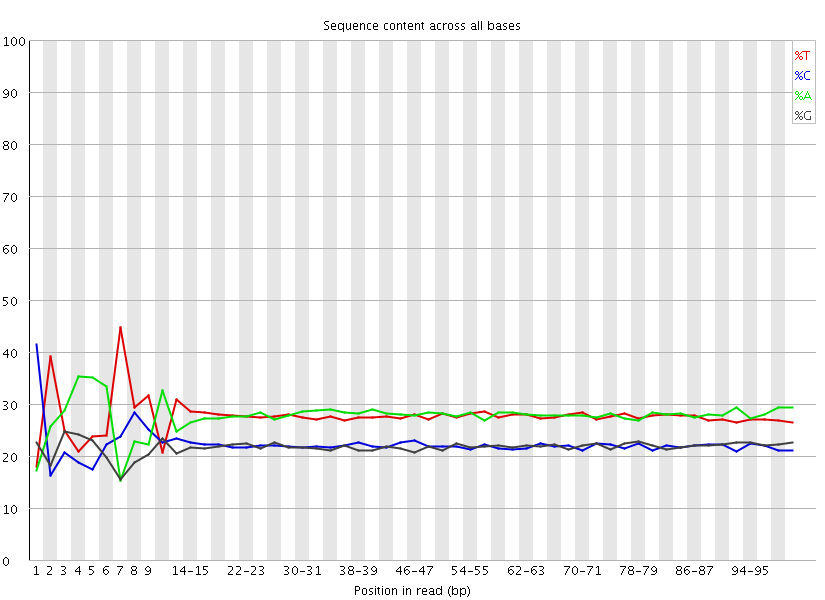 Sequence content across all bases
100
90
80
70
60
50
40
30
20
10
0
%T
%C
%A
%G
1 2 3 4 5 6 7 8 9 14-15 22-23 30-31 38-39 46-47 54-55 62-63 70-71 78-79 86-87 94-95
Position in read (bp)